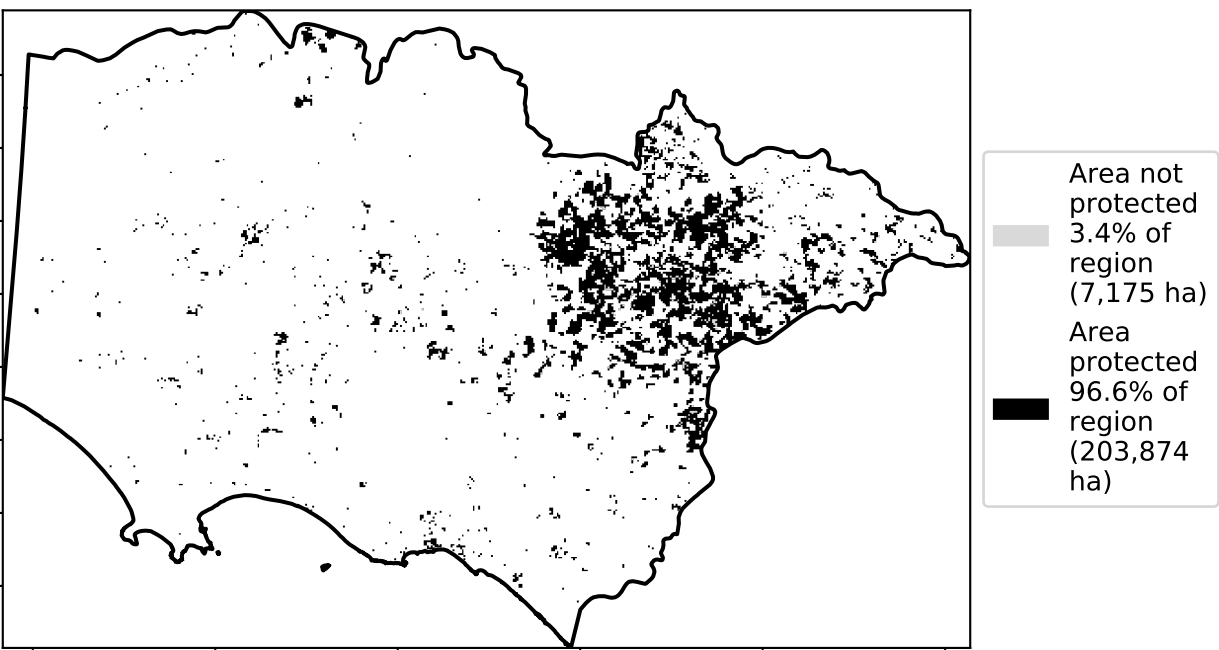 Area not
protected
3.4% of
region
(7,175 ha)
Area
protected
96.6% of
region
(203,874
ha)